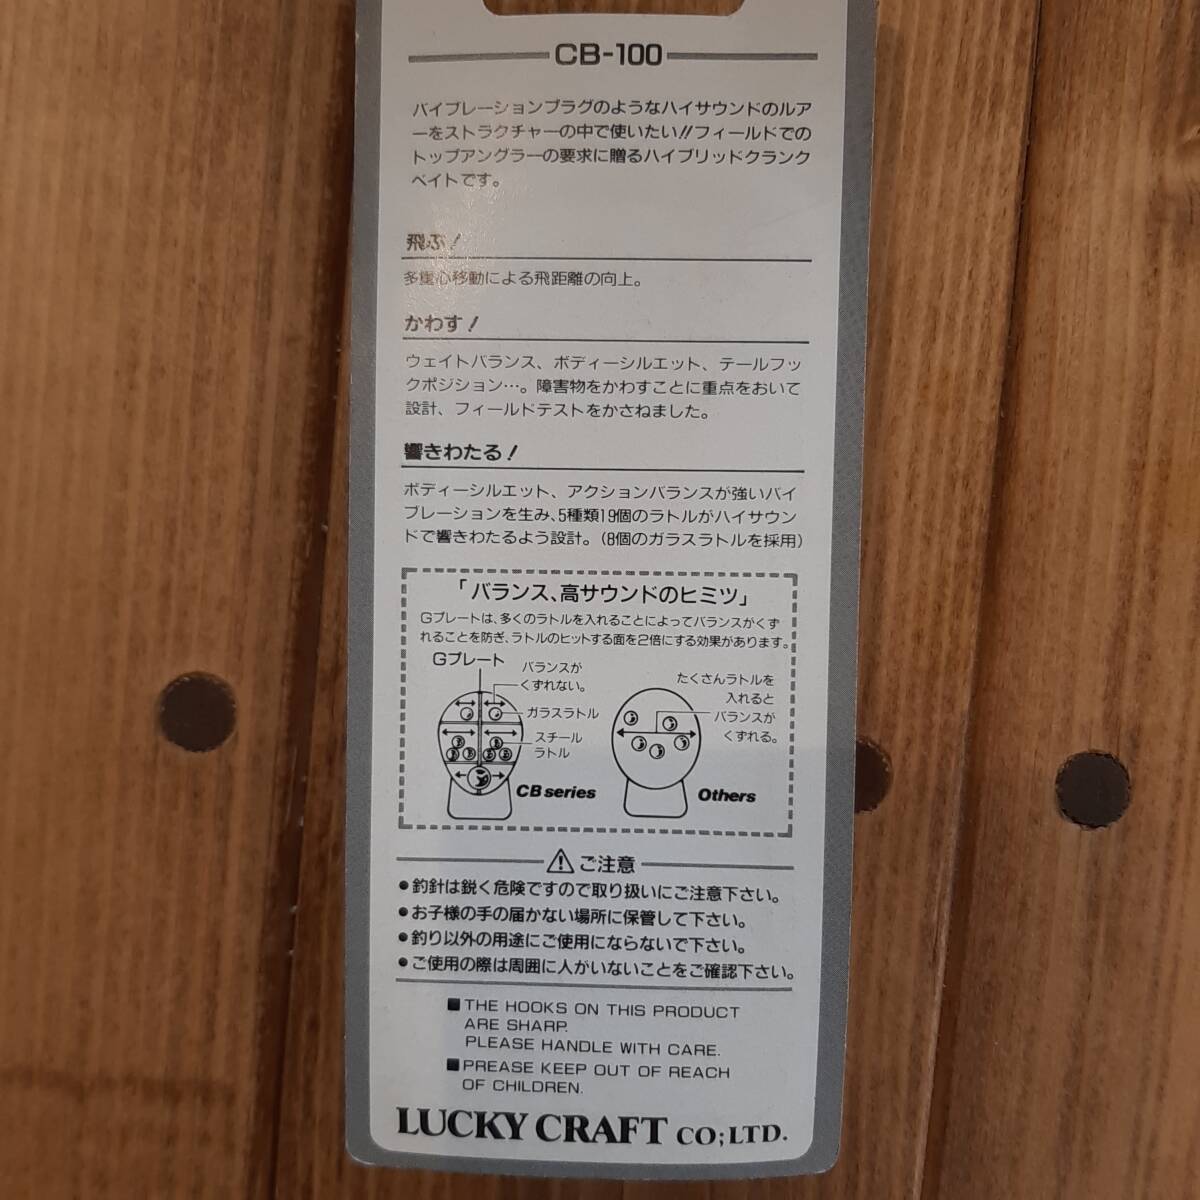 CB-100
バイブレーションプラグのようなハイサウンドのルア
ーをストラクチャーの中で使いたい!!フィールドでの
トップアングラーの要求に贈るハイブリッドクランク
ベイトです。
飛ぶ!
多重心移動による飛距離の向上。
かわす!
ウェイトバランス、ボディーシルエット、テールフッ
クポジション…。障害物をかわすことに重点をおいて
設計、フィールドテストをかさねました。
響きわたる!
ボディーシルエット、アクションバランスが強いバイ
ブレーションを生み、5種類19個のラトルがハイサウン
ドで響きわたるよう設計。(8個のガラスラトルを採用)
「バランス、高サウンドのヒミツ」
Gプレートは、多くのラトルを入れることによってバランスがくず
れることを防ぎ、ラトルのヒットする面を2倍にする効果があります。
Gプレート
バランスが
くずれない。
ガラスラトル
スチール
ラトル
CB series
たくさんラトルを
入れると
バランスが
くずれる。
Others
ご注意
●釣針は鋭く危険ですので取り扱いにご注意下さい。
●お子様の手の届かない場所に保管して下さい。
●釣り以外の用途にご使用にならないで下さい。
●ご使用の際は周囲に人がいないことをご確認下さい。
■THE HOOKS ON THIS PRODUCT
ARE SHARP.
PLEASE HANDLE WITH CARE.
■PREASE KEEP OUT OF REACH
OF CHILDREN.
LUCKY CRAFT CO;LTD.